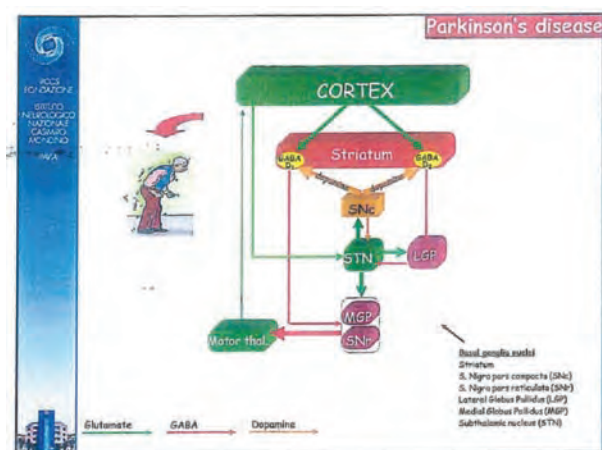 Parkinson's disease
IRCCS
FONDAZIONE
ISTITUTO
NEUROLOGICO
NAZIONALE
CASIMIRO
MONDINO
PAVIA
CORTEX
Striatum
GABA
D₁
GABA
D₂
dopamine
dopamine
SNc
STN
LGP
MGP
SNr
Motor thal.
Basal ganglia nuclei
Striatum
S. Nigra pars compacta (SNc)
S. Nigra pars reticulata (SNr)
Lateral Globus Pallidus (LGP)
Medial Globus Pallidus (MGP)
Subthalamic nucleus (STN)
Glutamate
GABA
Dopamine